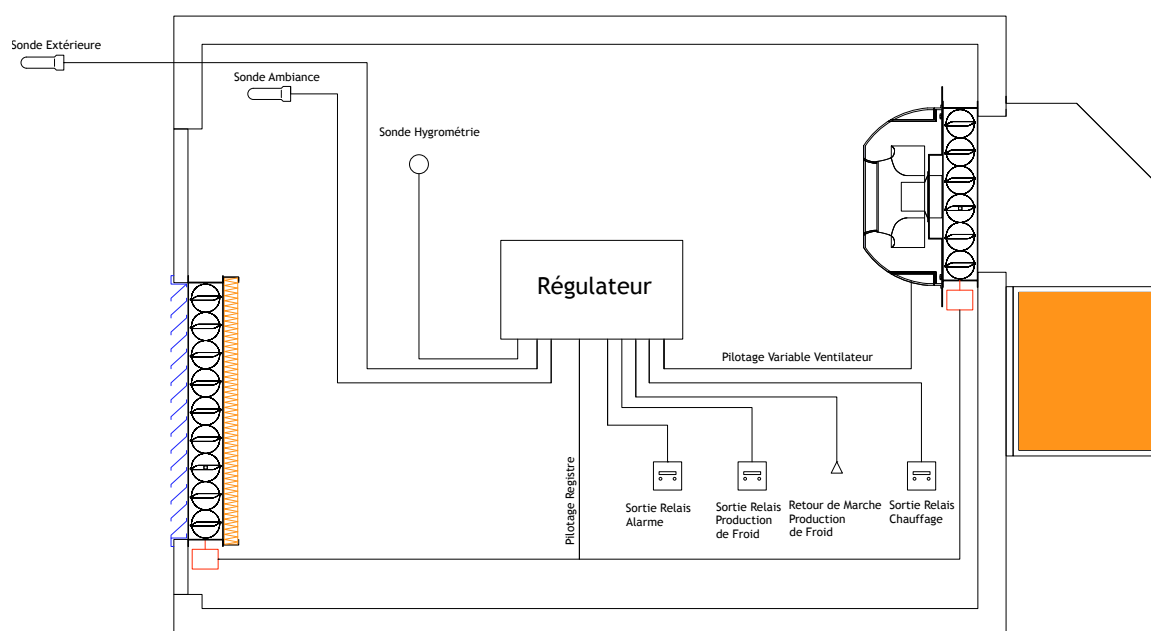 Sonde Extérieure
Sonde Ambiance
Sonde Hygrométrie
Régulateur
Pilotage Variable Ventilateur
Pilotage Registre
Sortie Relais
Alarme
Sortie Relais
Production
de Froid
Retour de Marche
Production
de Froid
Sortie Relais
Chauffage